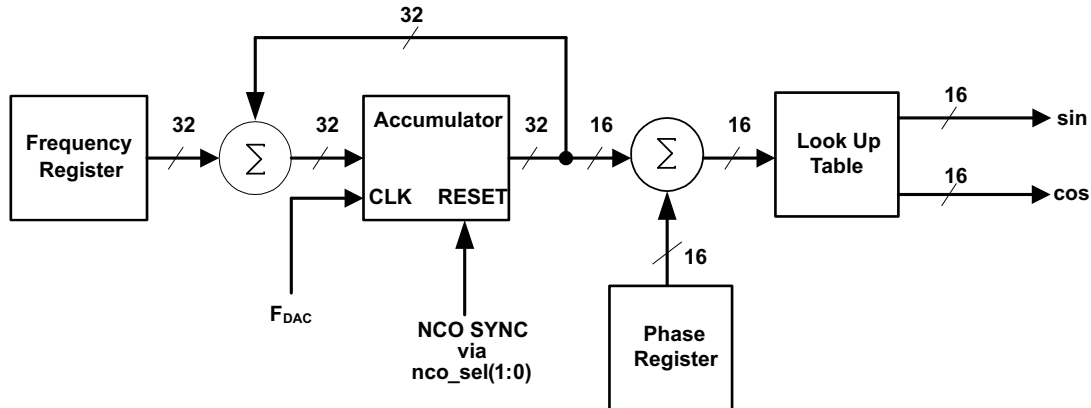 32
Frequency
Register
32
Σ
32
Accumulator
CLK RESET
32
16
Σ
16
Look Up
Table
16
sin
16
cos
F_DAC
NCO SYNC
via
nco_sel(1:0)
16
Phase
Register